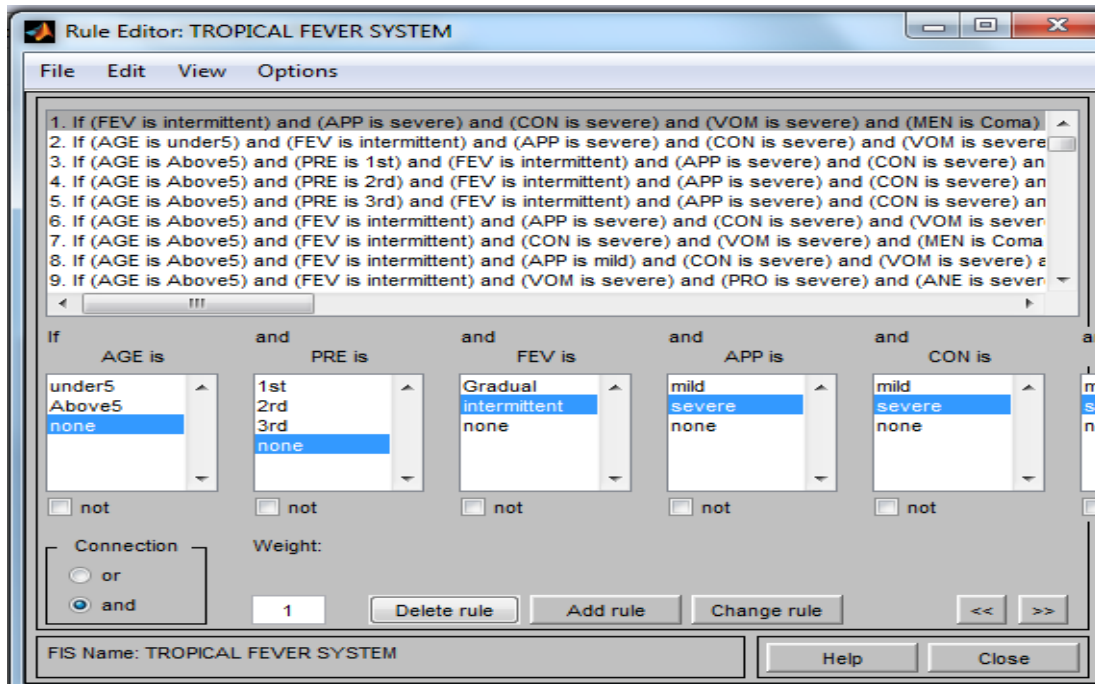 Rule Editor: TROPICAL FEVER SYSTEM
File Edit View Options
1. If (FEV is intermittent) and (APP is severe) and (CON is severe) and (VOM is severe) and (MEN is Coma)
2. If (AGE is under5) and (FEV is intermittent) and (APP is severe) and (CON is severe) and (VOM is severe
3. If (AGE is Above5) and (PRE is 1st) and (FEV is intermittent) and (APP is severe) and (CON is severe) an
4. If (AGE is Above5) and (PRE is 2rd) and (FEV is intermittent) and (APP is severe) and (CON is severe) an
5. If (AGE is Above5) and (PRE is 3rd) and (FEV is intermittent) and (APP is severe) and (CON is severe) an
6. If (AGE is Above5) and (FEV is intermittent) and (APP is severe) and (CON is severe) and (VOM is sever
7. If (AGE is Above5) and (FEV is intermittent) and (CON is severe) and (VOM is severe) and (MEN is Coma
8. If (AGE is Above5) and (FEV is intermittent) and (APP is mild) and (CON is severe) and (VOM is severe) a
9. If (AGE is Above5) and (FEV is intermittent) and (VOM is severe) and (PRO is severe) and (ANE is sever
If and and and and
AGE is PRE is FEV is APP is CON is
under5 1st Gradual mild mild
Above5 2rd intermittent severe severe
none 3rd none none none
none
not not not not not
Connection Weight:
or
and 1 Delete rule Add rule Change rule << >>
FIS Name: TROPICAL FEVER SYSTEM Help Close